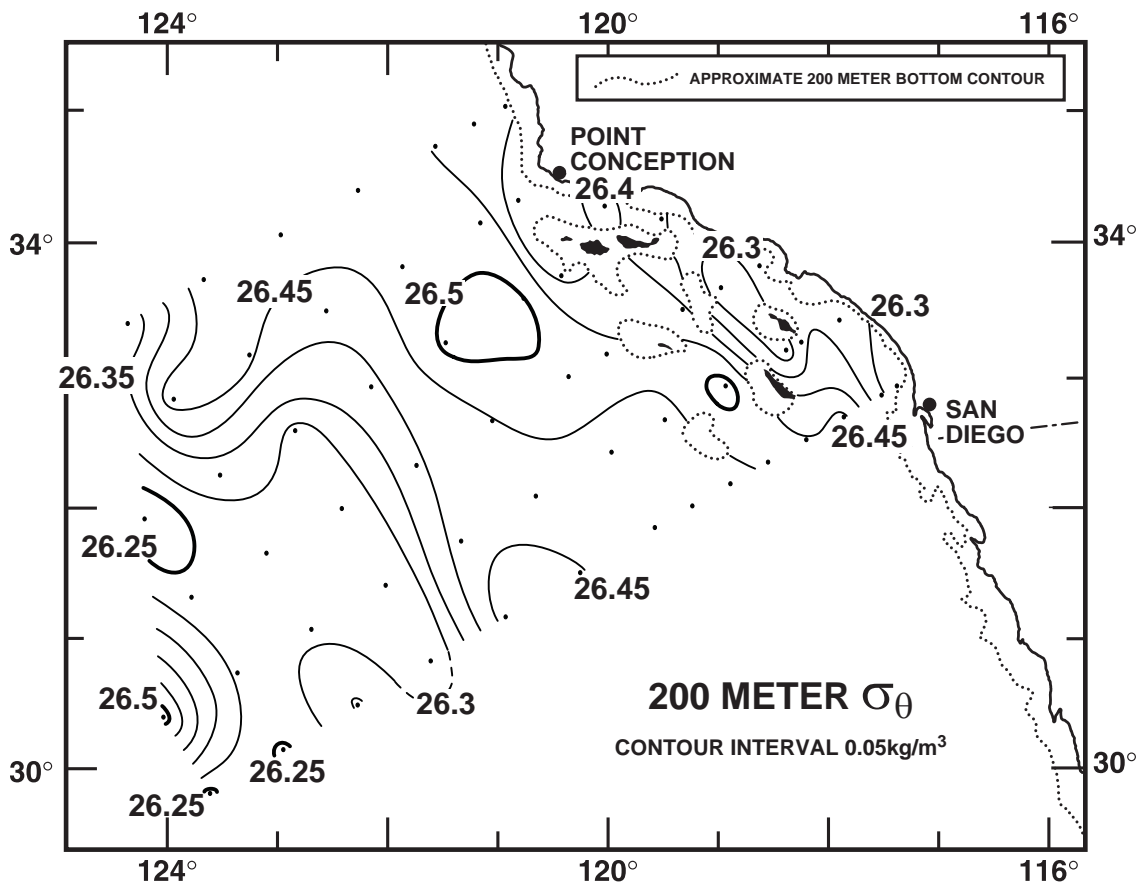 124° 120° 116°
APPROXIMATE 200 METER BOTTOM CONTOUR
POINT
CONCEPTION
26.4
34° 34°
26.3
26.45 26.5
26.3
26.35
SAN
DIEGO
26.45
26.25
26.45
26.5 26.3
200 METER σθ
CONTOUR INTERVAL 0.05kg/m³
30° 30°
26.25
26.25
124° 120° 116°